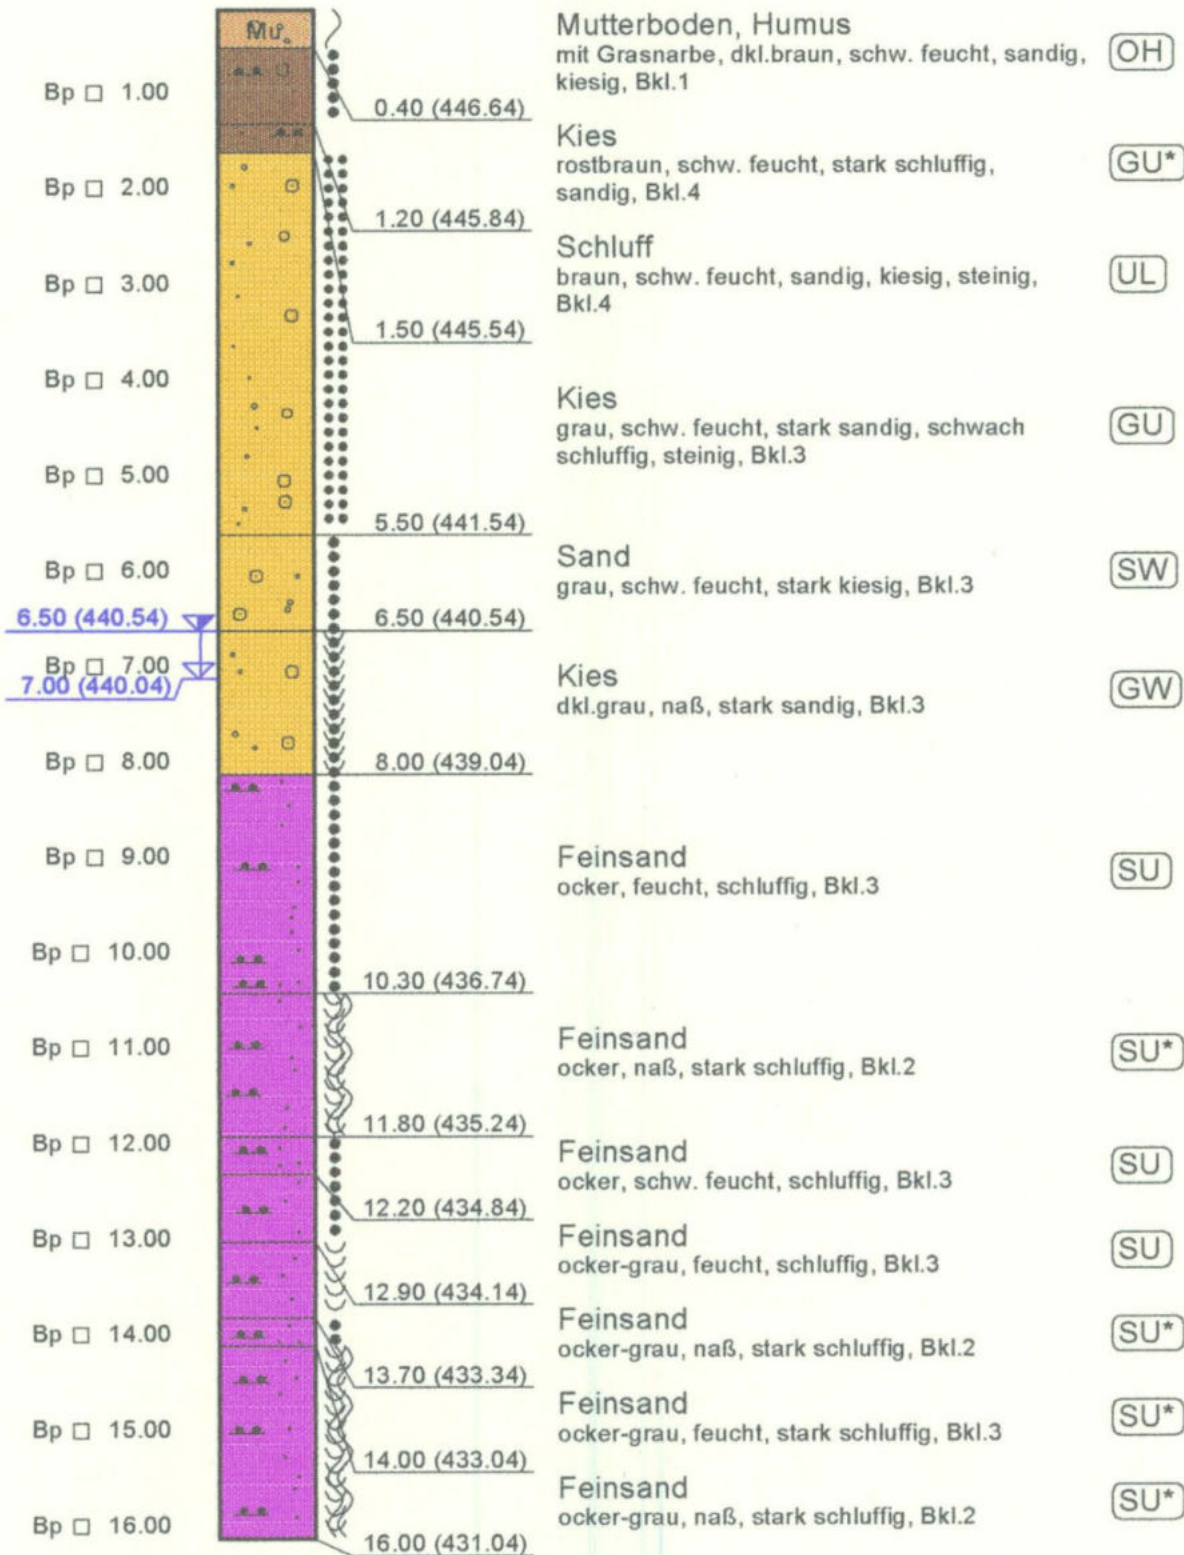 Mu
Mutterboden, Humus
mit Grasnarbe, dkl.braun, schw. feucht, sandig,
kiesig, Bkl.1
OH
Bp 1.00
0.40 (446.64)
Kies
rostbraun, schw. feucht, stark schluffig,
sandig, Bkl.4
GU*
Bp 2.00
1.20 (445.84)
Schluff
braun, schw. feucht, sandig, kiesig, steinig,
Bkl.4
UL
Bp 3.00
1.50 (445.54)
Bp 4.00
Kies
grau, schw. feucht, stark sandig, schwach
schluffig, steinig, Bkl.3
GU
Bp 5.00
5.50 (441.54)
Bp 6.00
Sand
grau, schw. feucht, stark kiesig, Bkl.3
SW
6.50 (440.54)
6.50 (440.54)
Bp 7.00
7.00 (440.04)
Kies
dkl.grau, naß, stark sandig, Bkl.3
GW
Bp 8.00
8.00 (439.04)
Bp 9.00
Feinsand
ocker, feucht, schluffig, Bkl.3
SU
Bp 10.00
10.30 (436.74)
Bp 11.00
Feinsand
ocker, naß, stark schluffig, Bkl.2
SU*
11.80 (435.24)
Bp 12.00
Feinsand
ocker, schw. feucht, schluffig, Bkl.3
SU
12.20 (434.84)
Bp 13.00
Feinsand
ocker-grau, feucht, schluffig, Bkl.3
SU
12.90 (434.14)
Bp 14.00
Feinsand
ocker-grau, naß, stark schluffig, Bkl.2
SU*
13.70 (433.34)
Bp 15.00
Feinsand
ocker-grau, feucht, stark schluffig, Bkl.3
SU*
14.00 (433.04)
Feinsand
ocker-grau, naß, stark schluffig, Bkl.2
SU*
Bp 16.00
16.00 (431.04)